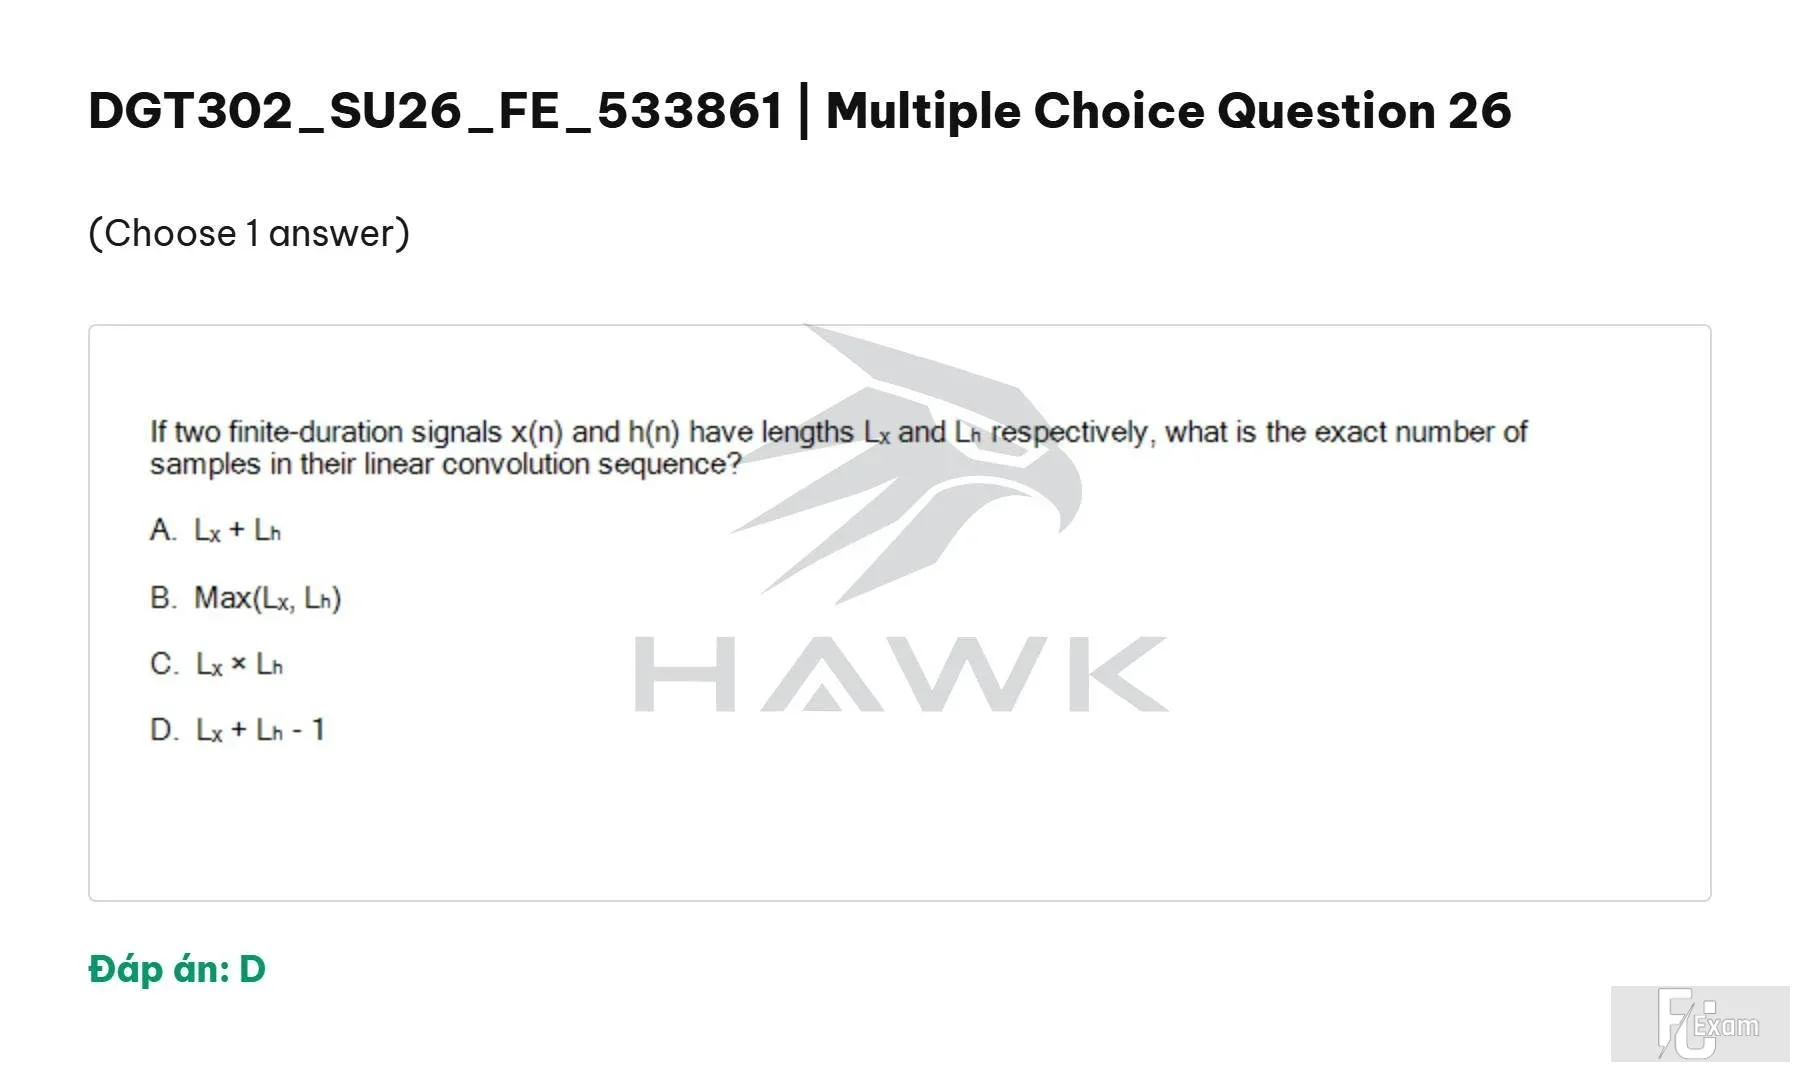 DGT302_SU26_FE_533861 | Multiple Choice Question 26
(Choose 1 answer)
If two finite-duration signals x(n) and h(n) have lengths Lx and Lh respectively, what is the exact number of
samples in their linear convolution sequence?
A. Lx + Lh
B. Max(Lx, Lh)
C. Lx × Lh
D. Lx + Lh - 1
HAWK
Đáp án: D
FU Exam